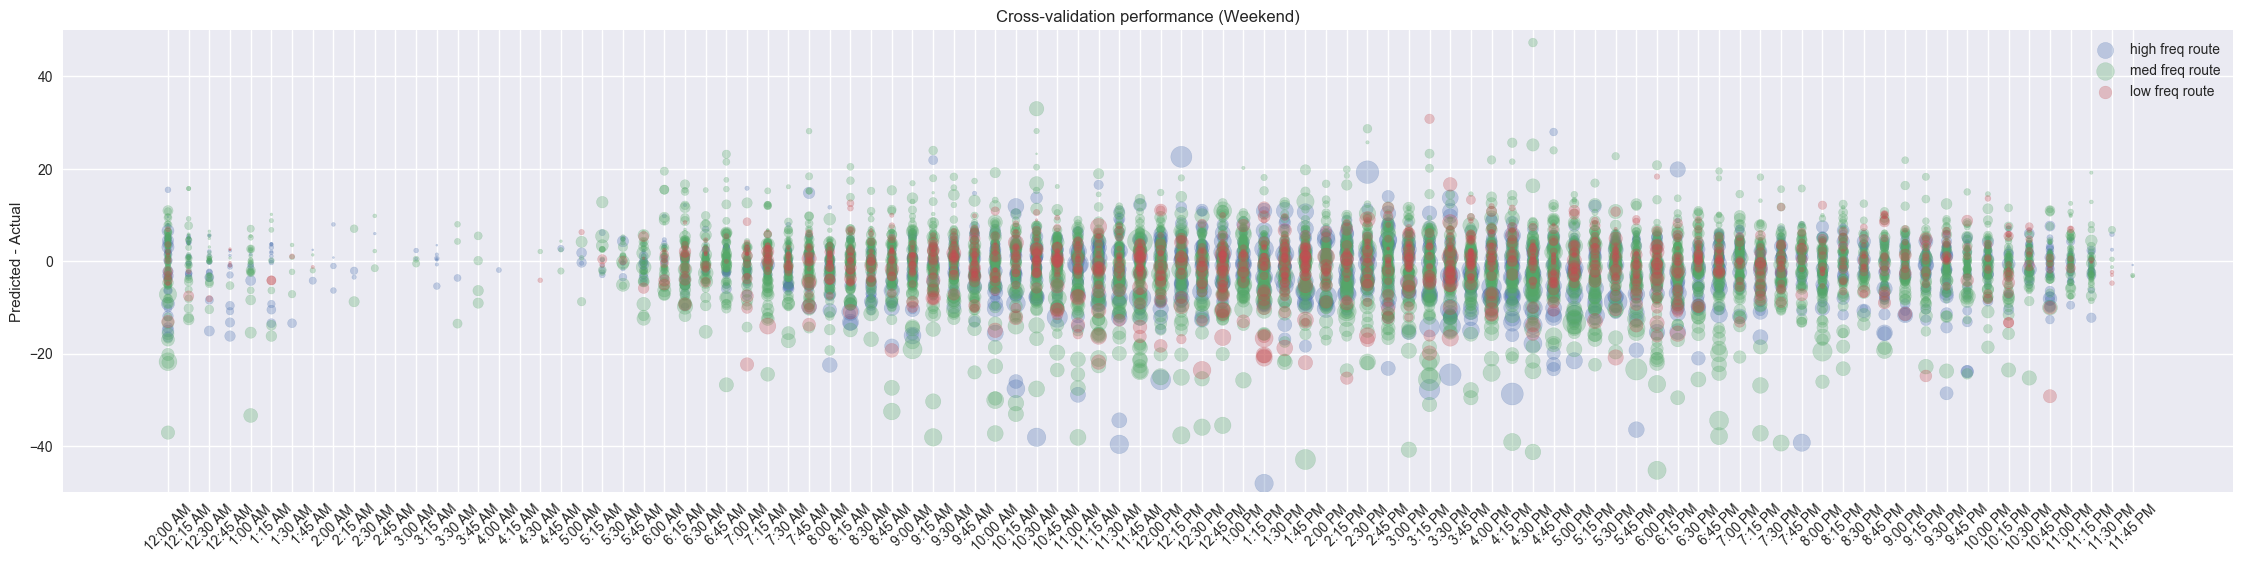 Cross-validation performance (Weekend)
high freq route
med freq route
low freq route
Predicted - Actual
40
20
0
−20
−40
12:00 AM
12:15 AM
12:30 AM
12:45 AM
1:00 AM
1:15 AM
1:30 AM
1:45 AM
2:00 AM
2:15 AM
2:30 AM
2:45 AM
3:00 AM
3:15 AM
3:30 AM
3:45 AM
4:00 AM
4:15 AM
4:30 AM
4:45 AM
5:00 AM
5:15 AM
5:30 AM
5:45 AM
6:00 AM
6:15 AM
6:30 AM
6:45 AM
7:00 AM
7:15 AM
7:30 AM
7:45 AM
8:00 AM
8:15 AM
8:30 AM
8:45 AM
9:00 AM
9:15 AM
9:30 AM
9:45 AM
10:00 AM
10:15 AM
10:30 AM
10:45 AM
11:00 AM
11:15 AM
11:30 AM
11:45 AM
12:00 PM
12:15 PM
12:30 PM
12:45 PM
1:00 PM
1:15 PM
1:30 PM
1:45 PM
2:00 PM
2:15 PM
2:30 PM
2:45 PM
3:00 PM
3:15 PM
3:30 PM
3:45 PM
4:00 PM
4:15 PM
4:30 PM
4:45 PM
5:00 PM
5:15 PM
5:30 PM
5:45 PM
6:00 PM
6:15 PM
6:30 PM
6:45 PM
7:00 PM
7:15 PM
7:30 PM
7:45 PM
8:00 PM
8:15 PM
8:30 PM
8:45 PM
9:00 PM
9:15 PM
9:30 PM
9:45 PM
10:00 PM
10:15 PM
10:30 PM
10:45 PM
11:00 PM
11:15 PM
11:30 PM
11:45 PM